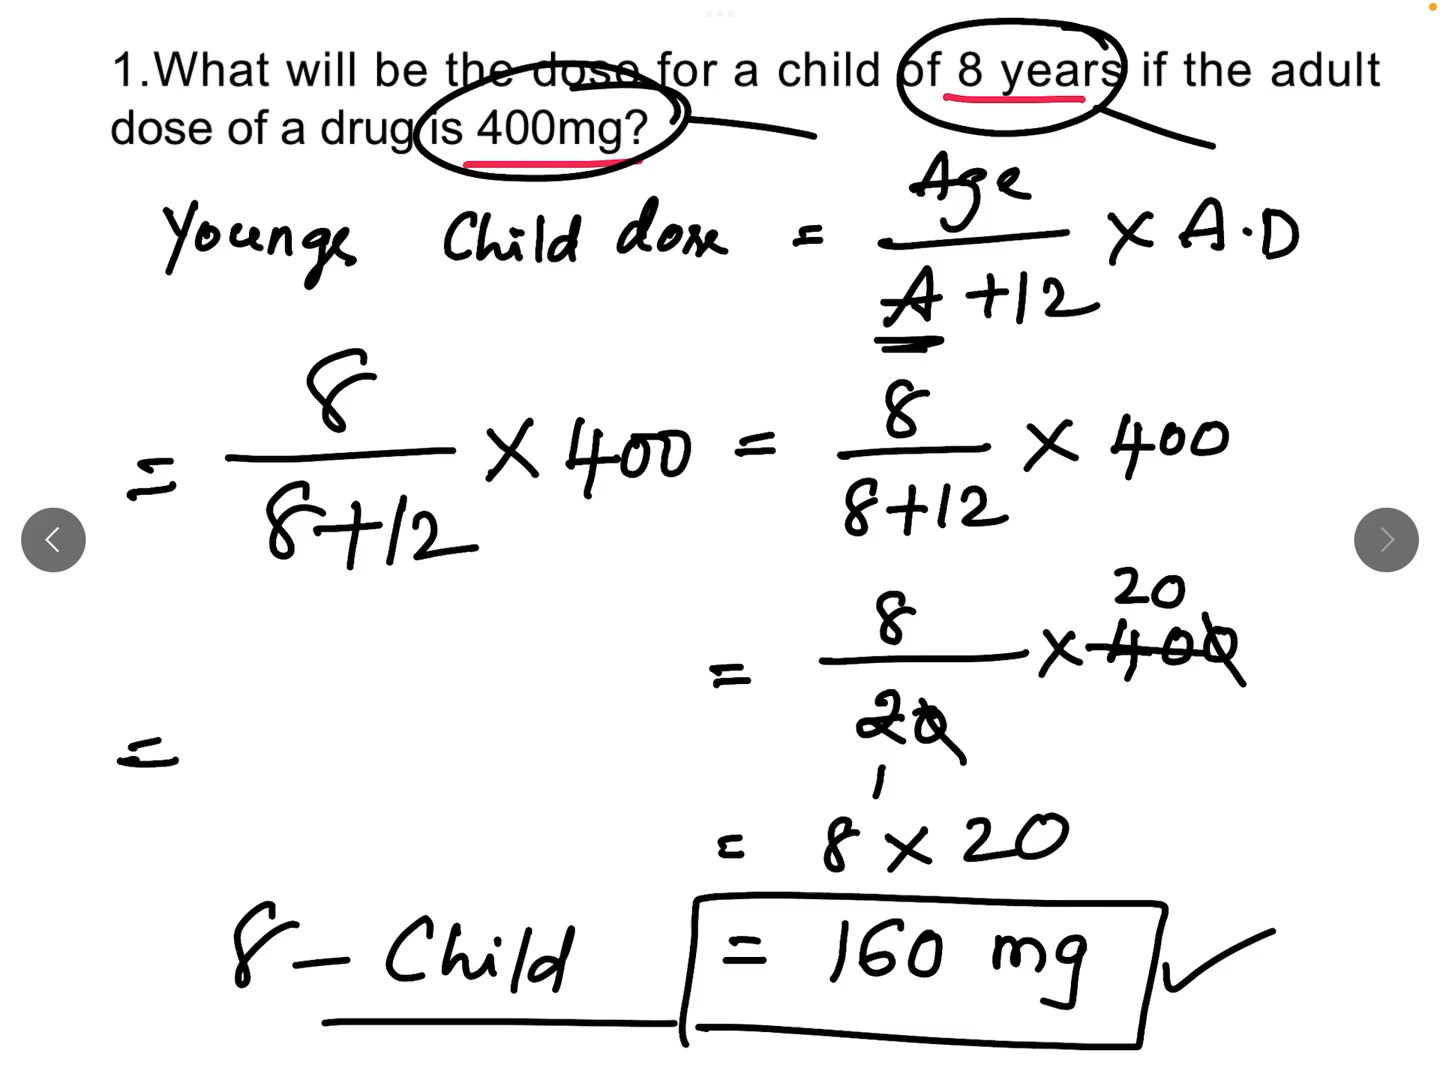 1.What will be the dose for a child of 8 years if the adult
dose of a drug is 400mg?
Younge Child dose = Age / A +12 × A.D
= 8 / 8+12 × 400 = 8 / 8+12 × 400
= 8 / 20 × 400
20
1
=
= 8 × 20
8 – Child = 160 mg